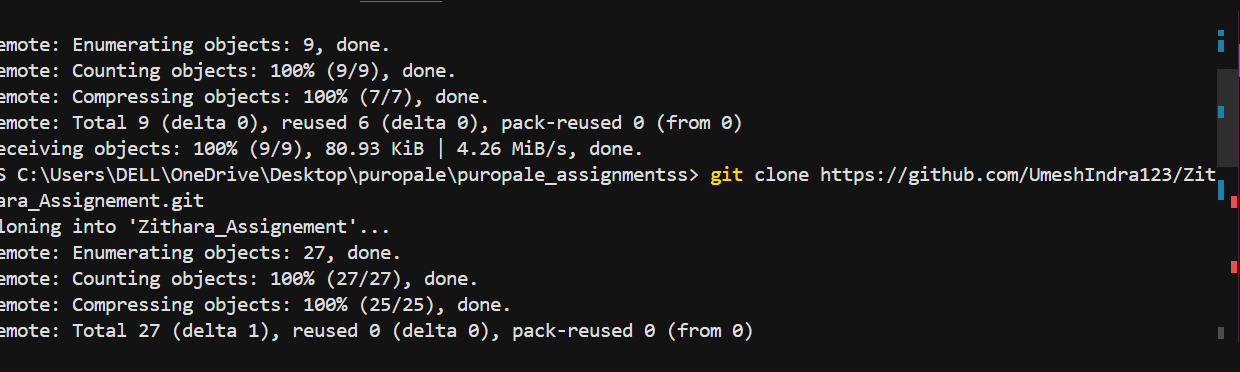 emote: Enumerating objects: 9, done.
emote: Counting objects: 100% (9/9), done.
emote: Compressing objects: 100% (7/7), done.
emote: Total 9 (delta 0), reused 6 (delta 0), pack-reused 0 (from 0)
eceiving objects: 100% (9/9), 80.93 KiB | 4.26 MiB/s, done.
S C:\Users\DELL\OneDrive\Desktop\puropale\puropale_assignmentss> git clone https://github.com/UmeshIndra123/Zit
ara_Assignement.git
loning into 'Zithara_Assignement'...
emote: Enumerating objects: 27, done.
emote: Counting objects: 100% (27/27), done.
emote: Compressing objects: 100% (25/25), done.
emote: Total 27 (delta 1), reused 0 (delta 0), pack-reused 0 (from 0)